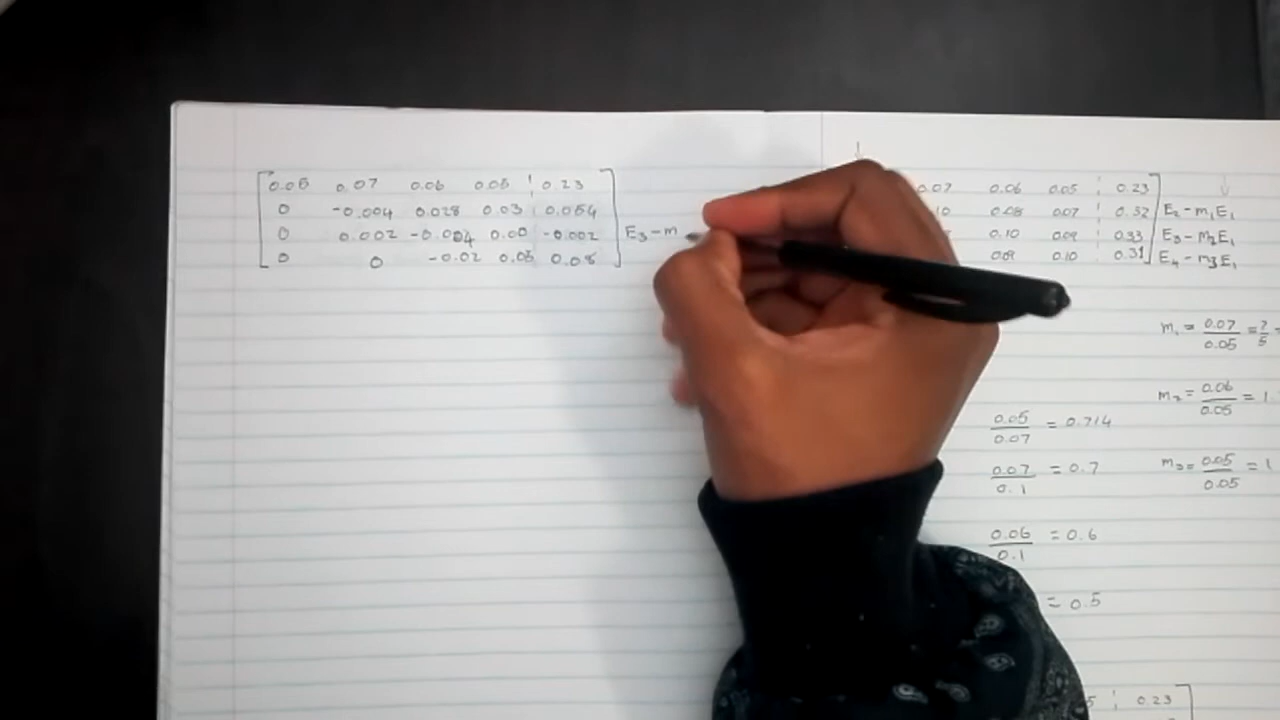 0.05 0.07 0.06 0.05 0.23
0 -0.004 0.028 0.03 0.054
0 0.002 -0.004 0.00 -0.002 E3-m
0 0 -0.02 0.05 0.08
0.07 0.06 0.05 0.23
10 0.08 0.07 0.32 E2-m1E1
0.10 0.09 0.33 E3-m2E1
0.09 0.10 0.31 E4-m3E1
m1 = 0.07/0.05 = 7/5
m2 = 0.06/0.05 = 1
m3 = 0.05/0.05 = 1
0.05/0.07 = 0.714
0.07/0.1 = 0.7
0.06/0.1 = 0.6
= 0.5
5 0.23